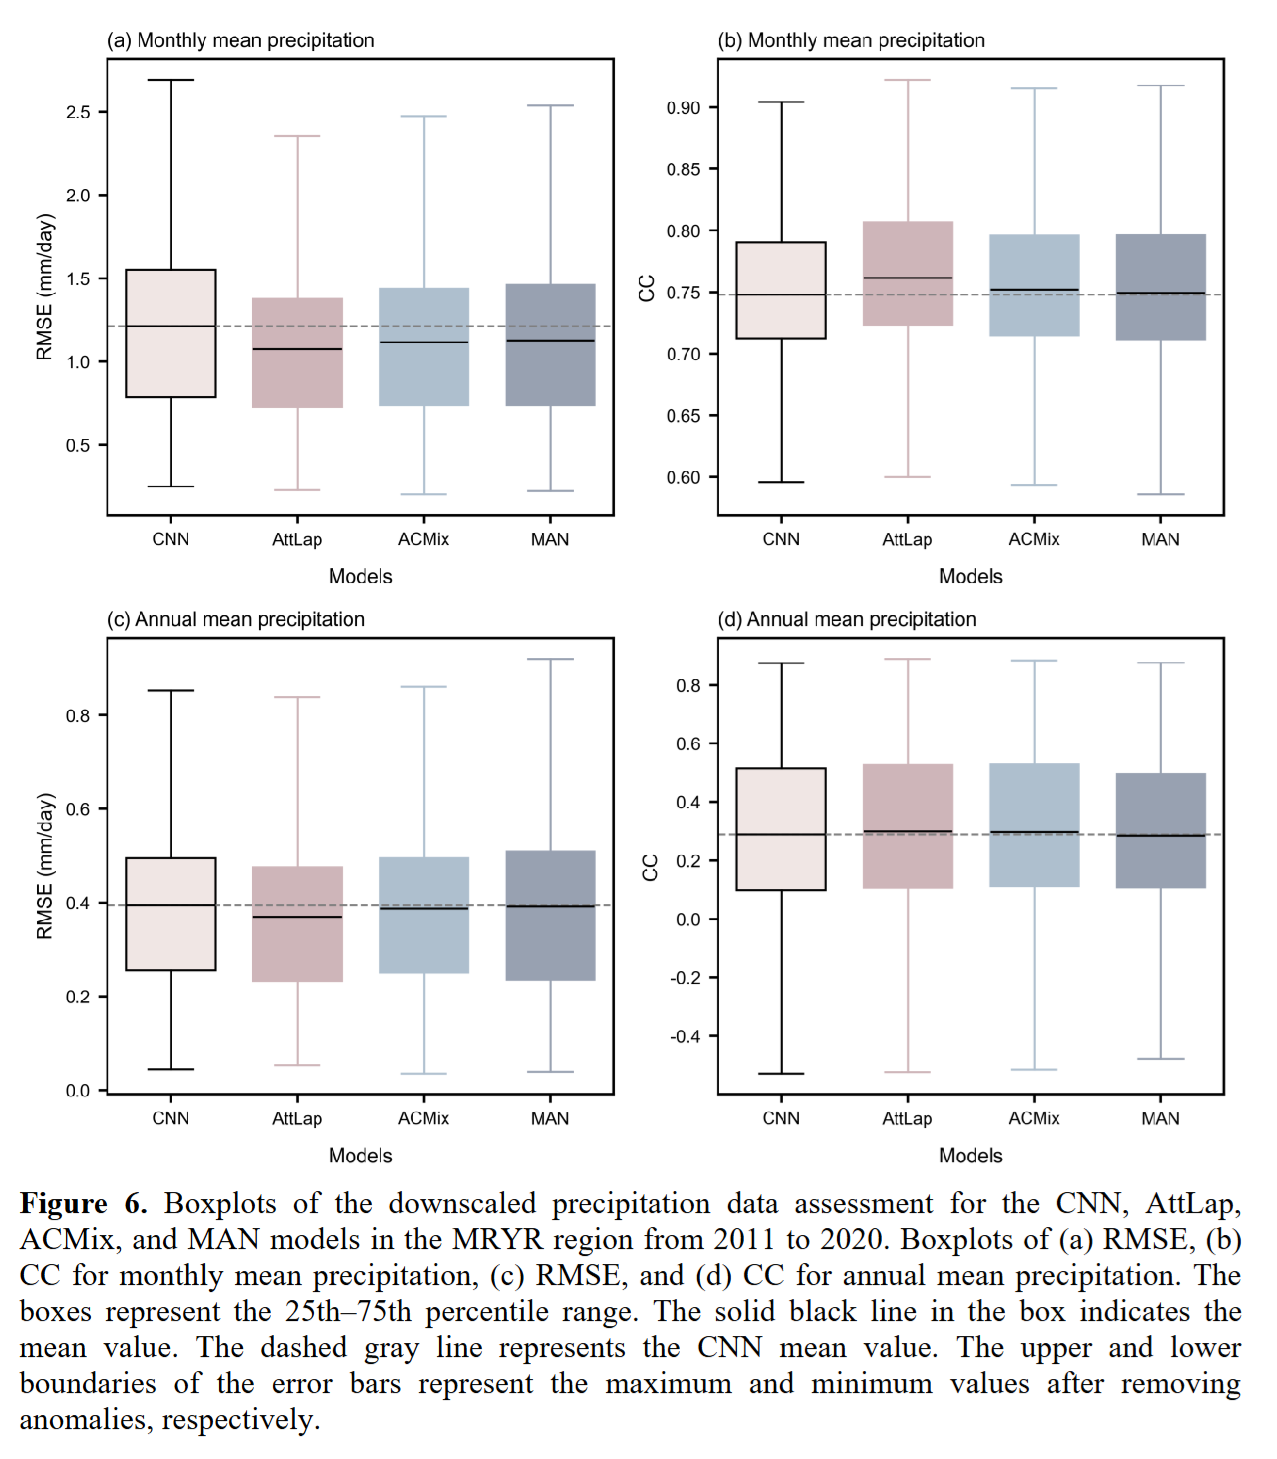 (a) Monthly mean precipitation
RMSE (mm/day)
2.5
2.0
1.5
1.0
0.5
CNN AttLap ACMix MAN
Models
(b) Monthly mean precipitation
CC
0.90
0.85
0.80
0.75
0.70
0.65
0.60
CNN AttLap ACMix MAN
Models
(c) Annual mean precipitation
RMSE (mm/day)
0.8
0.6
0.4
0.2
0.0
CNN AttLap ACMix MAN
Models
(d) Annual mean precipitation
CC
0.8
0.6
0.4
0.2
0.0
-0.2
-0.4
CNN AttLap ACMix MAN
Models
Figure 6. Boxplots of the downscaled precipitation data assessment for the CNN, AttLap,
ACMix, and MAN models in the MRYR region from 2011 to 2020. Boxplots of (a) RMSE, (b)
CC for monthly mean precipitation, (c) RMSE, and (d) CC for annual mean precipitation. The
boxes represent the 25th–75th percentile range. The solid black line in the box indicates the
mean value. The dashed gray line represents the CNN mean value. The upper and lower
boundaries of the error bars represent the maximum and minimum values after removing
anomalies, respectively.